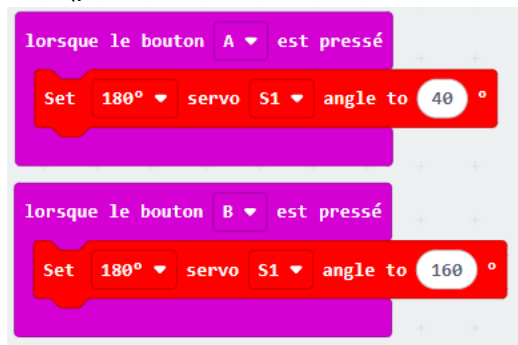 lorsque le bouton A est pressé
Set 180° servo S1 angle to 40 °
lorsque le bouton B est pressé
Set 180° servo S1 angle to 160 °